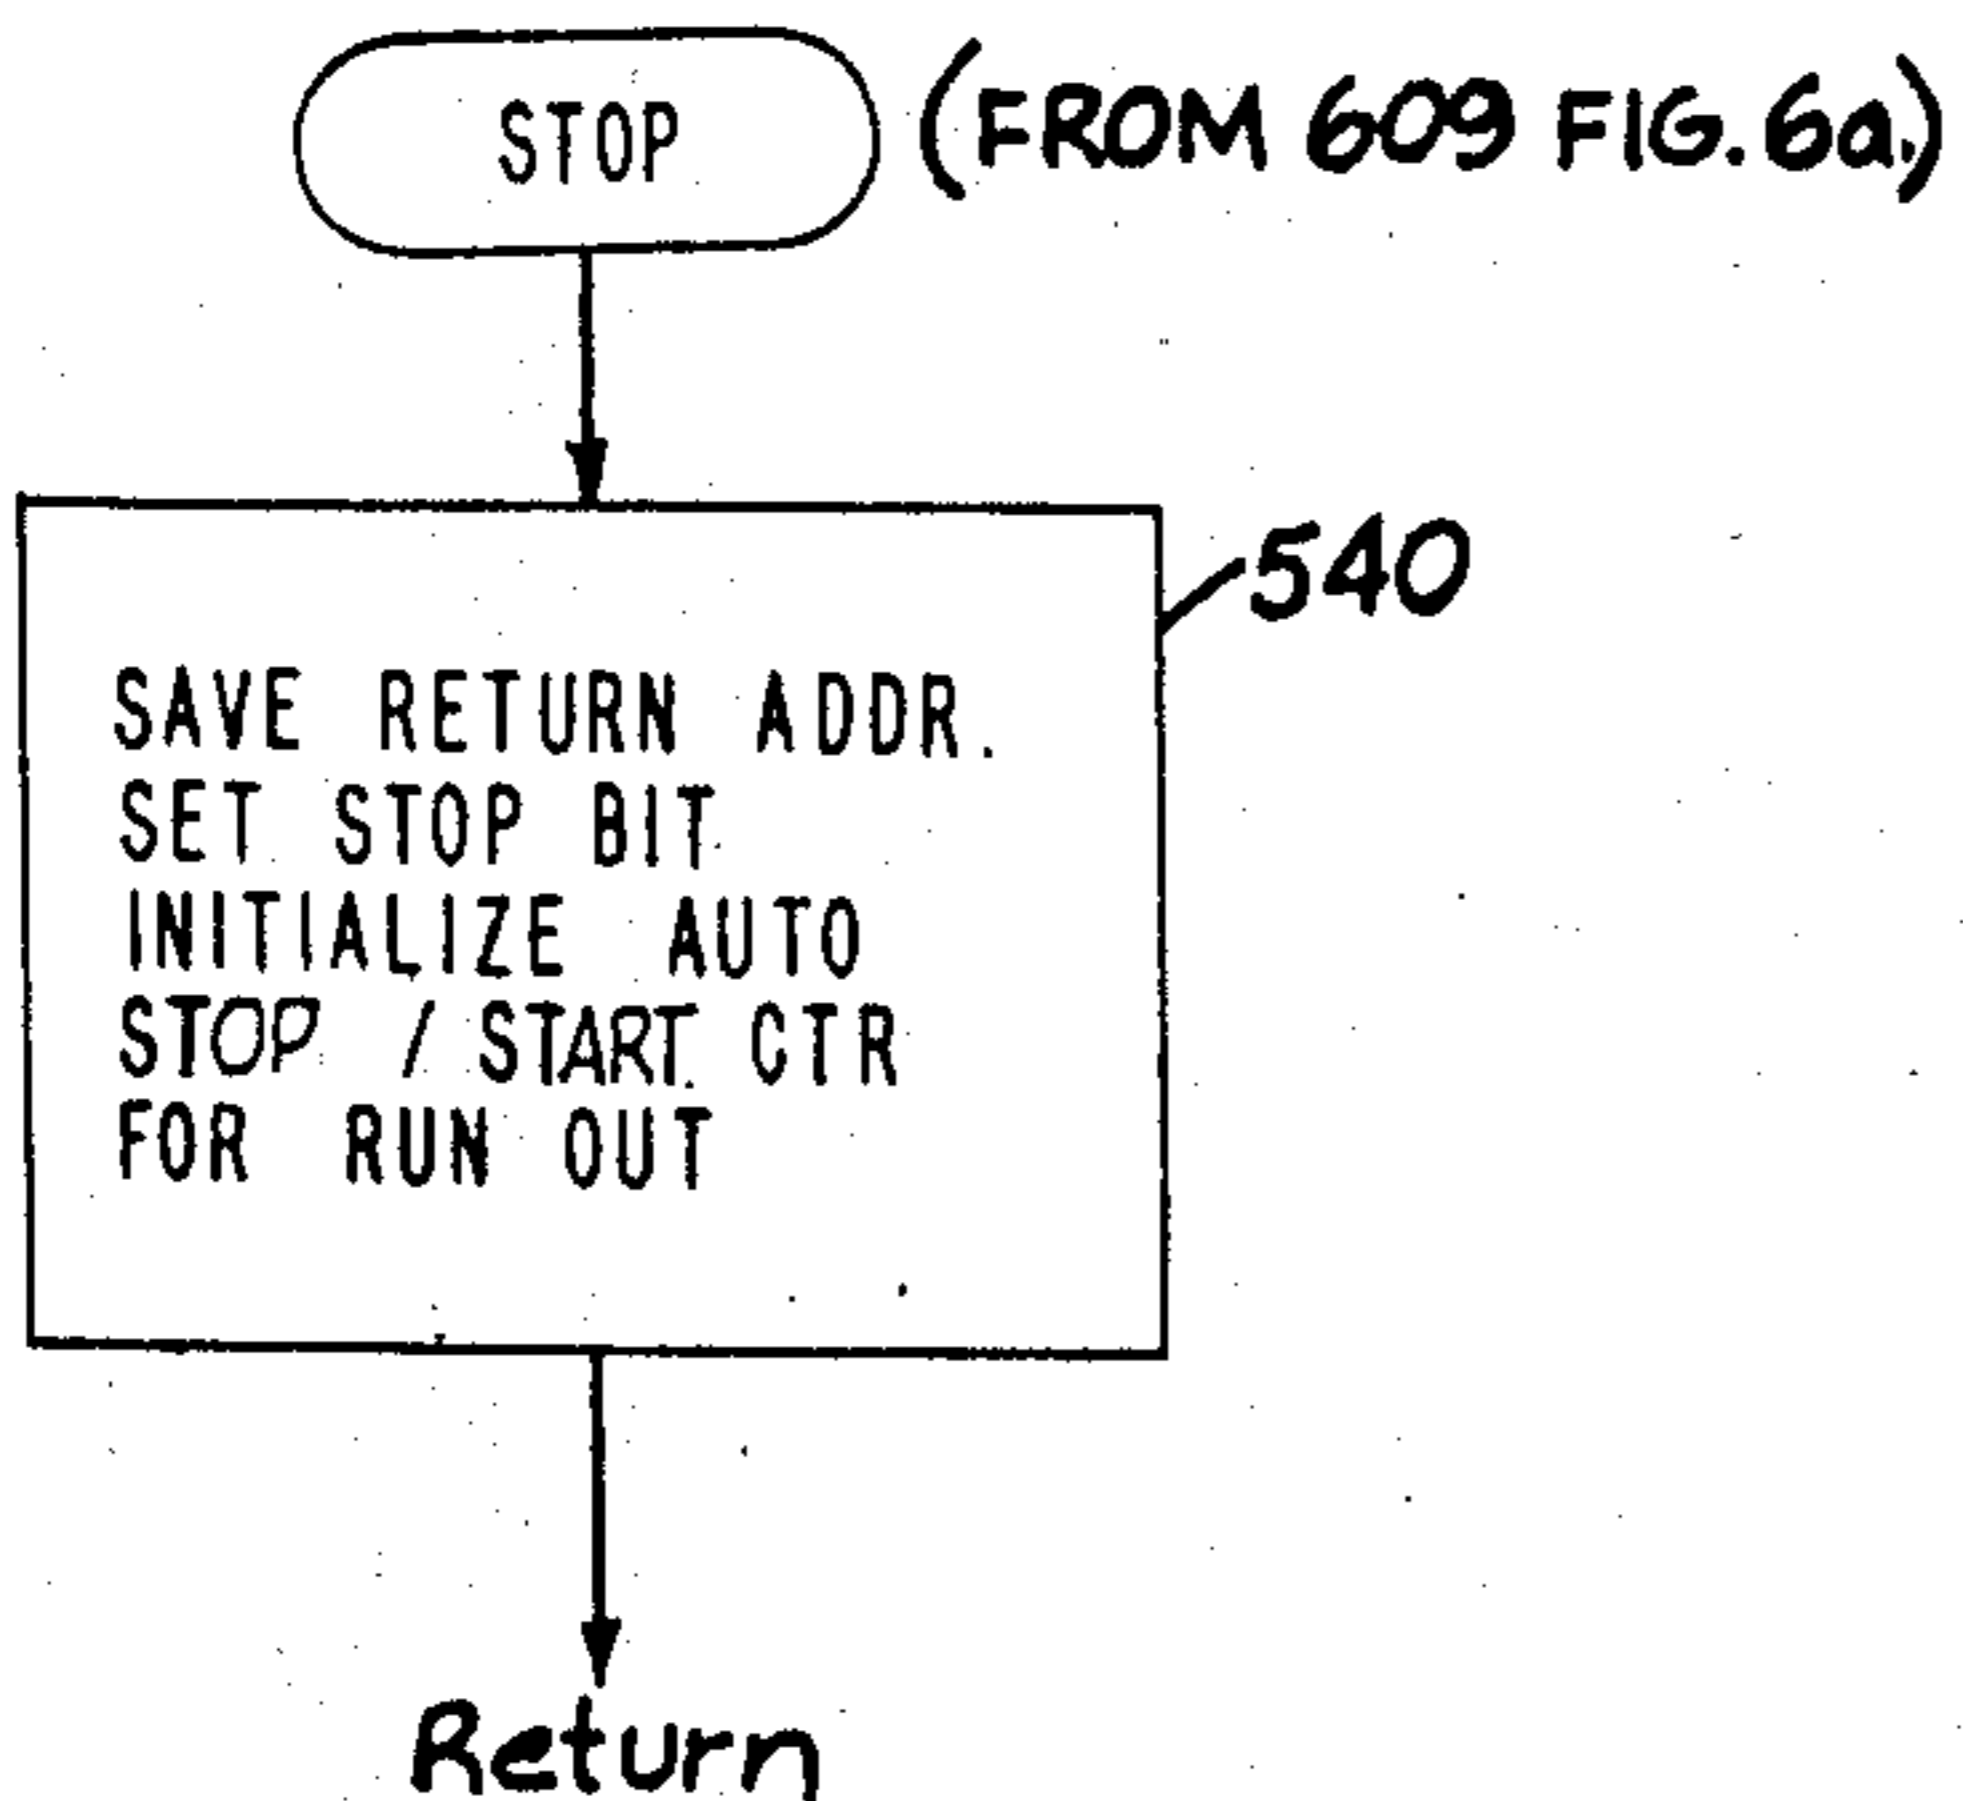 STOP (FROM 609 FIG. 6a.)
540
SAVE RETURN ADDR.
SET STOP BIT
INITIALIZE AUTO
STOP / START CTR
FOR RUN OUT
Return